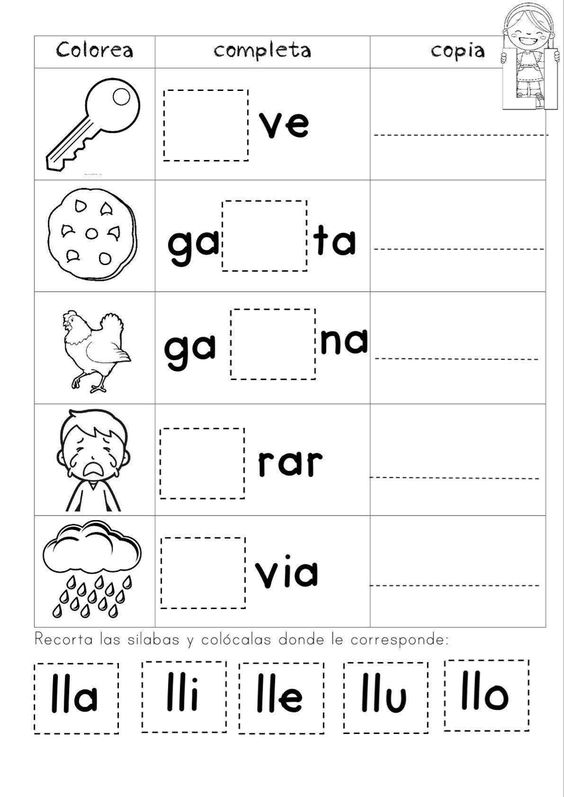 Colorea completa copia
ve
ga ta
ga na
rar
via
Recorta las sílabas y colócalas donde le corresponde:
lla lli lle llu llo